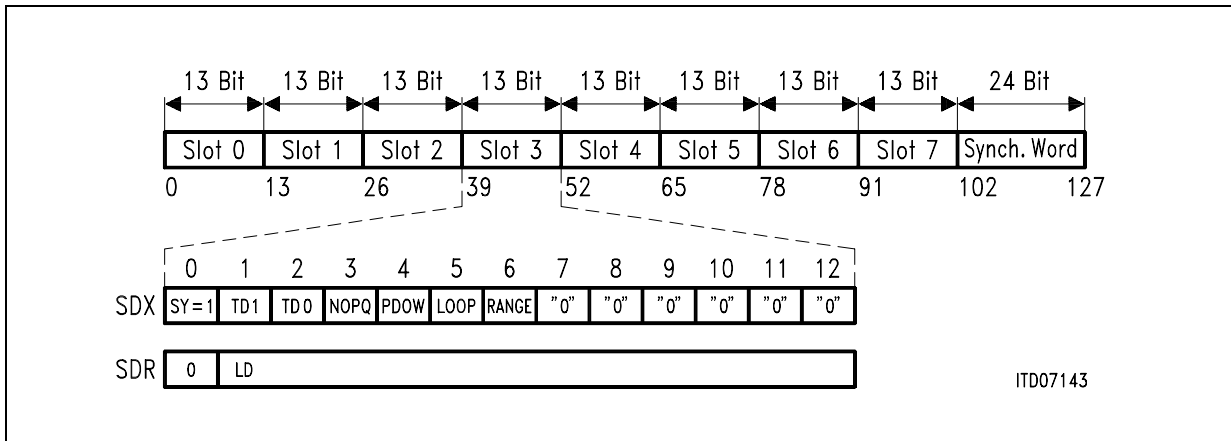 13 Bit 13 Bit 13 Bit 13 Bit 13 Bit 13 Bit 13 Bit 13 Bit 24 Bit
Slot 0 Slot 1 Slot 2 Slot 3 Slot 4 Slot 5 Slot 6 Slot 7 Synch. Word
0 13 26 39 52 65 78 91 102 127
0 1 2 3 4 5 6 7 8 9 10 11 12
SDX SY=1 TD1 TD0 NOPQ PDOW LOOP RANGE "0" "0" "0" "0" "0" "0"
SDR 0 LD
ITD07143